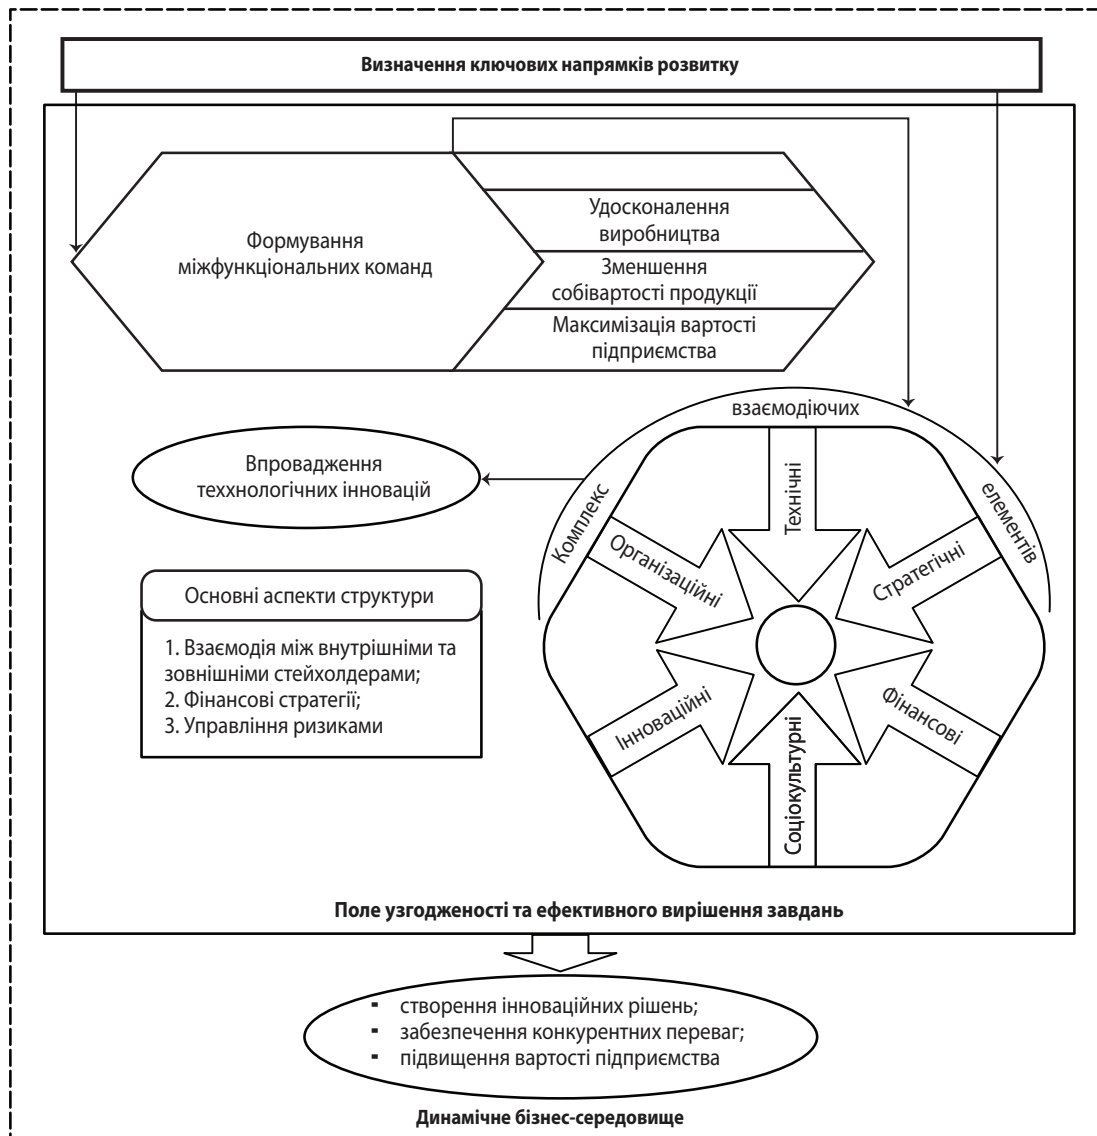 Визначення ключових напрямків розвитку
Формування
міжфункціональних команд
Удосконалення
виробництва
Зменшення
собівартості продукції
Максимізація вартості
підприємства
Впровадження
теххнологічних інновацій
Комплекс
взаємодіючих
елементів
Технічні
Організаційні
Стратегічні
Інноваційні
Фінансові
Соціокультурні
Основні аспекти структури
1. Взаємодія між внутрішніми та
зовнішніми стейхолдерами;
2. Фінансові стратегії;
3. Управління ризиками
Поле узгодженості та ефективного вирішення завдань
- створення інноваційних рішень;
- забезпечення конкурентних переваг;
- підвищення вартості підприємства
Динамічне бізнес-середовище